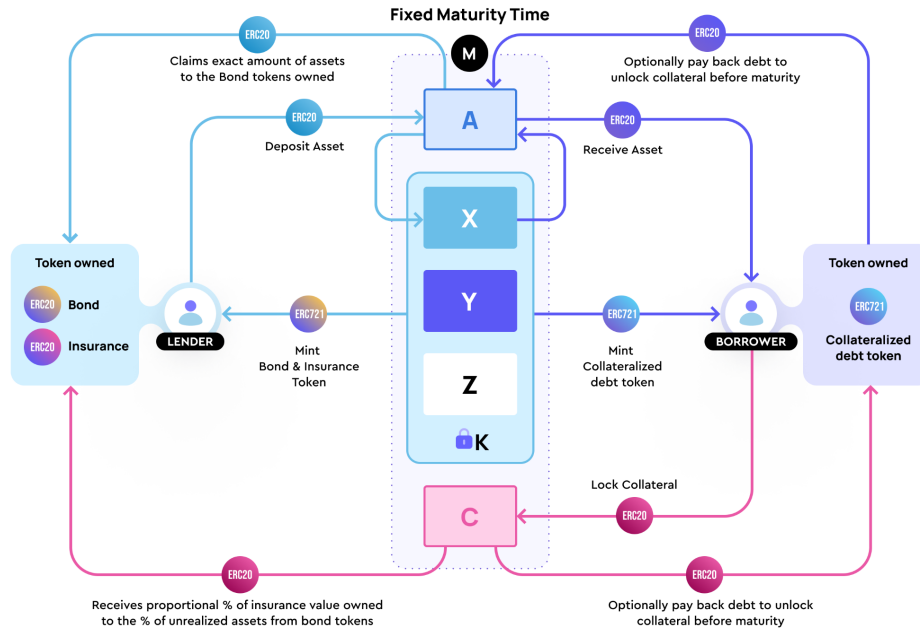 Fixed Maturity Time
M
ERC20
Claims exact amount of assets
to the Bond tokens owned
ERC20
Optionally pay back debt to
unlock collateral before maturity
ERC20
Deposit Asset
A
ERC20
Receive Asset
X
Token owned
ERC20 Bond
ERC20 Insurance
LENDER
ERC721
Mint
Bond & Insurance
Token
Y
ERC721
Mint
Collateralized
debt token
BORROWER
Token owned
ERC721
Collateralized
debt token
Z
K
C
Lock Collateral
ERC20
ERC20
Receives proportional % of insurance value owned
to the % of unrealized assets from bond tokens
ERC20
Optionally pay back debt to unlock
collateral before maturity